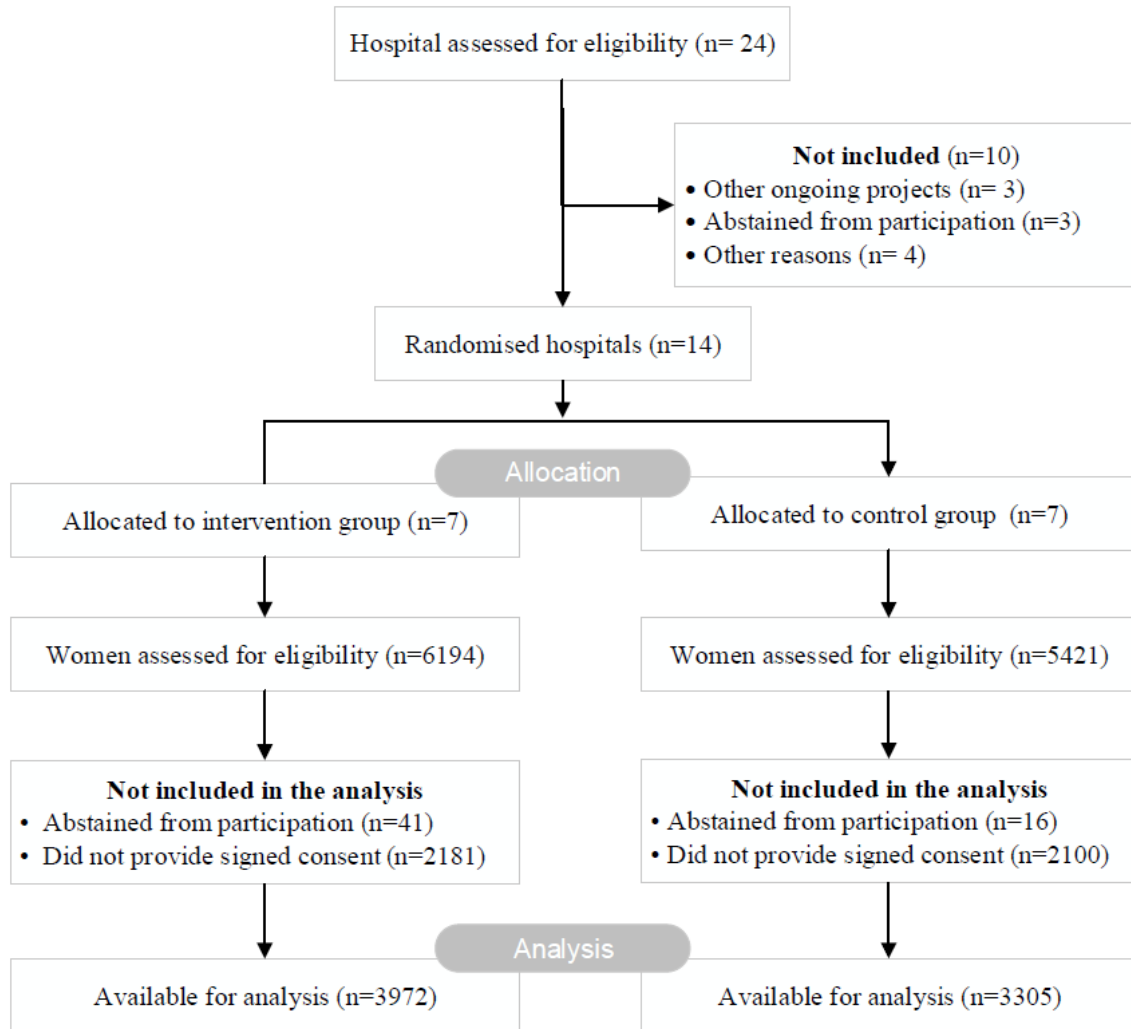 Hospital assessed for eligibility (n= 24)
Not included (n=10)
• Other ongoing projects (n= 3)
• Abstained from participation (n=3)
• Other reasons (n= 4)
Randomised hospitals (n=14)
Allocation
Allocated to intervention group (n=7)
Allocated to control group (n=7)
Women assessed for eligibility (n=6194)
Women assessed for eligibility (n=5421)
Not included in the analysis
• Abstained from participation (n=41)
• Did not provide signed consent (n=2181)
Not included in the analysis
• Abstained from participation (n=16)
• Did not provide signed consent (n=2100)
Analysis
Available for analysis (n=3972)
Available for analysis (n=3305)